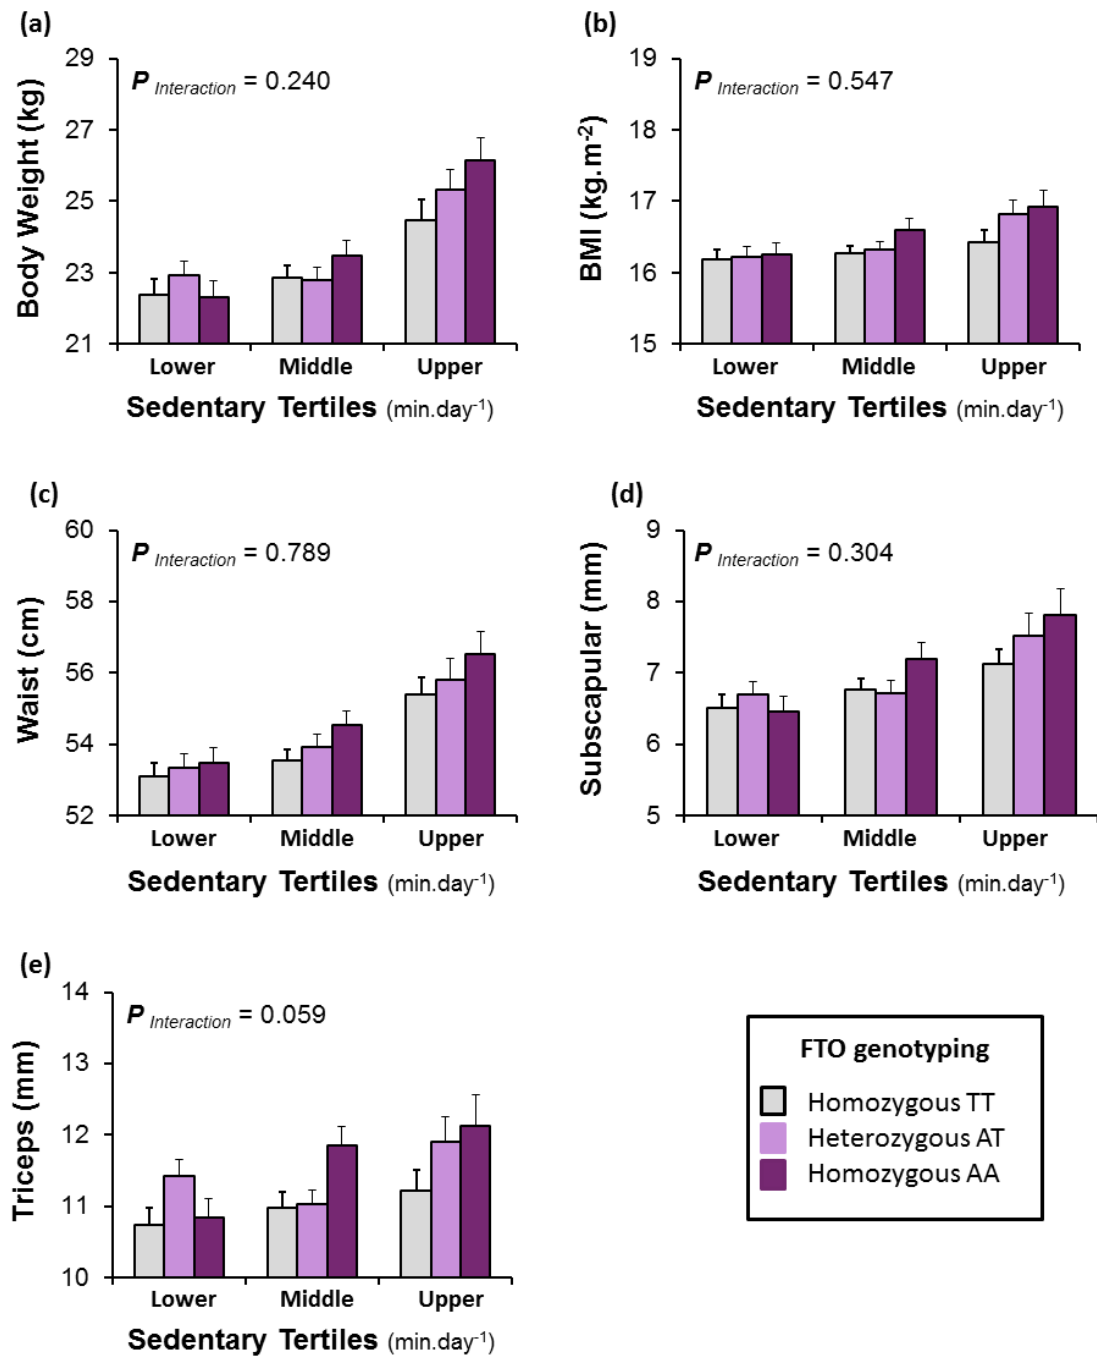 (a)
Body Weight (kg)
P Interaction = 0.240
29
27
25
23
21
Lower Middle Upper
Sedentary Tertiles (min.day-1)
(b)
BMI (kg.m-2)
P Interaction = 0.547
19
18
17
16
15
Lower Middle Upper
Sedentary Tertiles (min.day-1)
(c)
Waist (cm)
P Interaction = 0.789
60
58
56
54
52
Lower Middle Upper
Sedentary Tertiles (min.day-1)
(d)
Subscapular (mm)
P Interaction = 0.304
9
8
7
6
5
Lower Middle Upper
Sedentary Tertiles (min.day-1)
(e)
Triceps (mm)
P Interaction = 0.059
14
13
12
11
10
Lower Middle Upper
Sedentary Tertiles (min.day-1)
FTO genotyping
Homozygous TT
Heterozygous AT
Homozygous AA